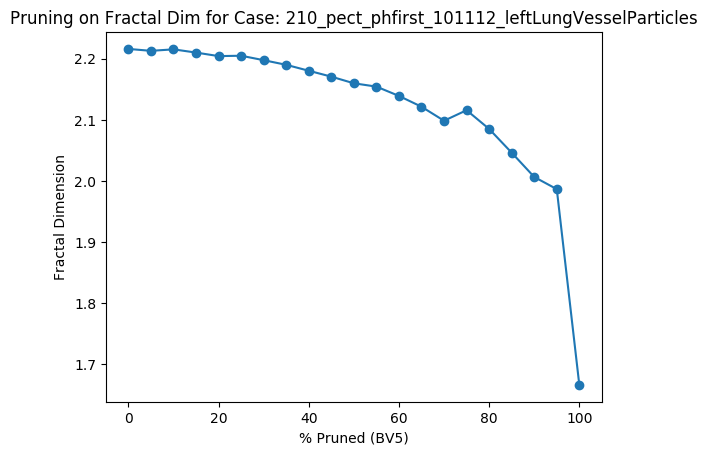 Pruning on Fractal Dim for Case: 210_pect_phfirst_101112_leftLungVesselParticles
2.2
2.1
2.0
1.9
1.8
1.7
Fractal Dimension
0 20 40 60 80 100
% Pruned (BV5)